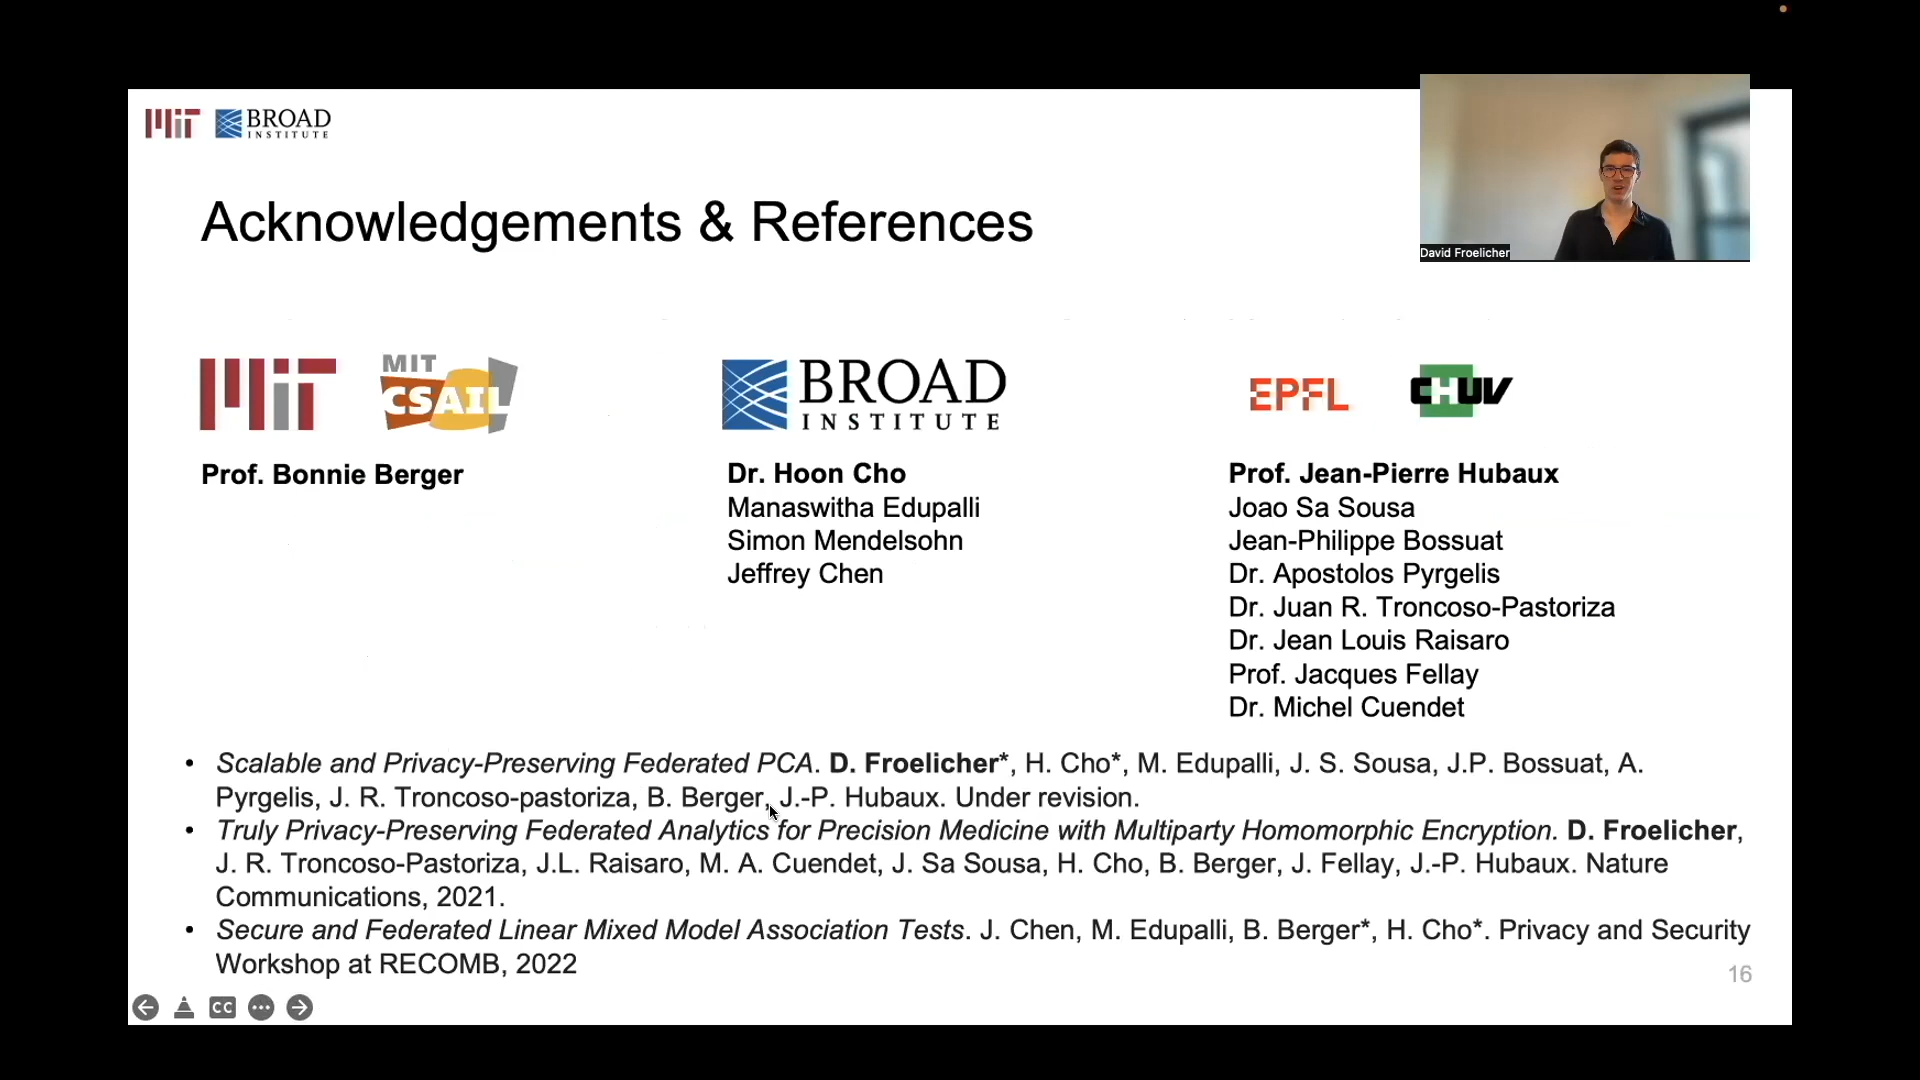 MIT BROAD INSTITUTE
David Froelicher
Acknowledgements & References
MIT
MIT CSAIL
BROAD INSTITUTE
EPFL
CHUV
Prof. Bonnie Berger
Dr. Hoon Cho
Manaswitha Edupalli
Simon Mendelsohn
Jeffrey Chen
Prof. Jean-Pierre Hubaux
Joao Sa Sousa
Jean-Philippe Bossuat
Dr. Apostolos Pyrgelis
Dr. Juan R. Troncoso-Pastoriza
Dr. Jean Louis Raisaro
Prof. Jacques Fellay
Dr. Michel Cuendet
• Scalable and Privacy-Preserving Federated PCA. D. Froelicher*, H. Cho*, M. Edupalli, J. S. Sousa, J.P. Bossuat, A.
Pyrgelis, J. R. Troncoso-pastoriza, B. Berger, J.-P. Hubaux. Under revision.
• Truly Privacy-Preserving Federated Analytics for Precision Medicine with Multiparty Homomorphic Encryption. D. Froelicher,
J. R. Troncoso-Pastoriza, J.L. Raisaro, M. A. Cuendet, J. Sa Sousa, H. Cho, B. Berger, J. Fellay, J.-P. Hubaux. Nature
Communications, 2021.
• Secure and Federated Linear Mixed Model Association Tests. J. Chen, M. Edupalli, B. Berger*, H. Cho*. Privacy and Security
Workshop at RECOMB, 2022
16
CC